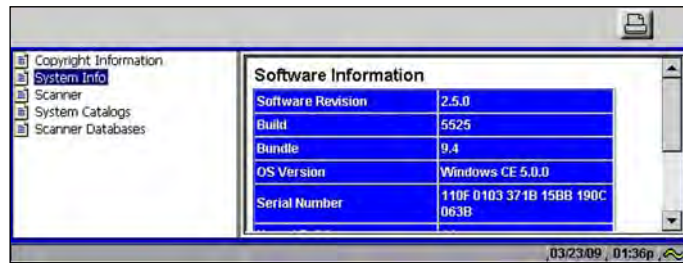 Copyright Information
System Info
Scanner
System Catalogs
Scanner Databases
Software Information
Software Revision 2.5.0
Build 5525
Bundle 9.4
OS Version Windows CE 5.0.0
Serial Number 110F 0103 371B 15BB 190C
063B
03/23/09 01:36p